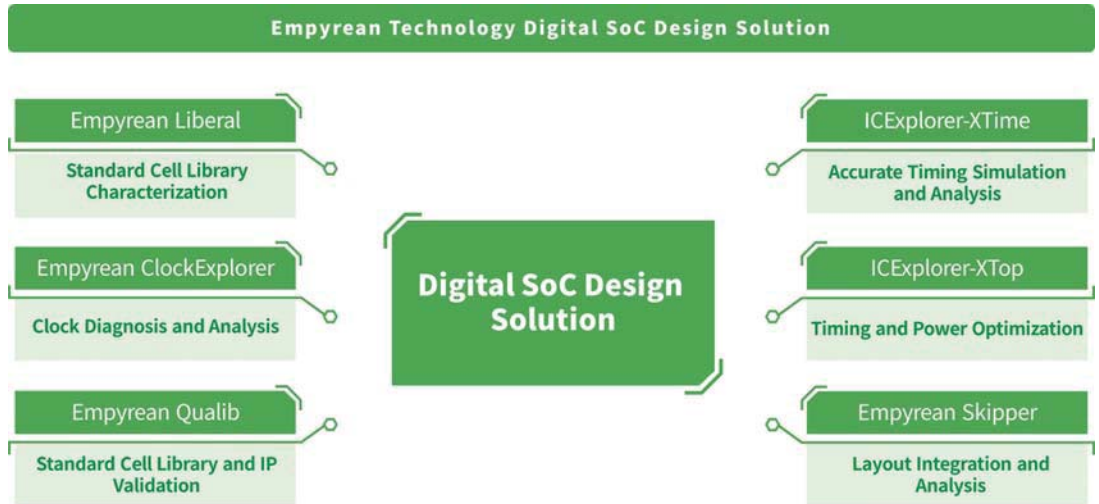 Empyrean Technology Digital SoC Design Solution
Empyrean Liberal
Standard Cell Library
Characterization
Empyrean ClockExplorer
Clock Diagnosis and Analysis
Empyrean Qualib
Standard Cell Library and IP
Validation
Digital SoC Design
Solution
ICExplorer-XTime
Accurate Timing Simulation
and Analysis
ICExplorer-XTop
Timing and Power Optimization
Empyrean Skipper
Layout Integration and
Analysis